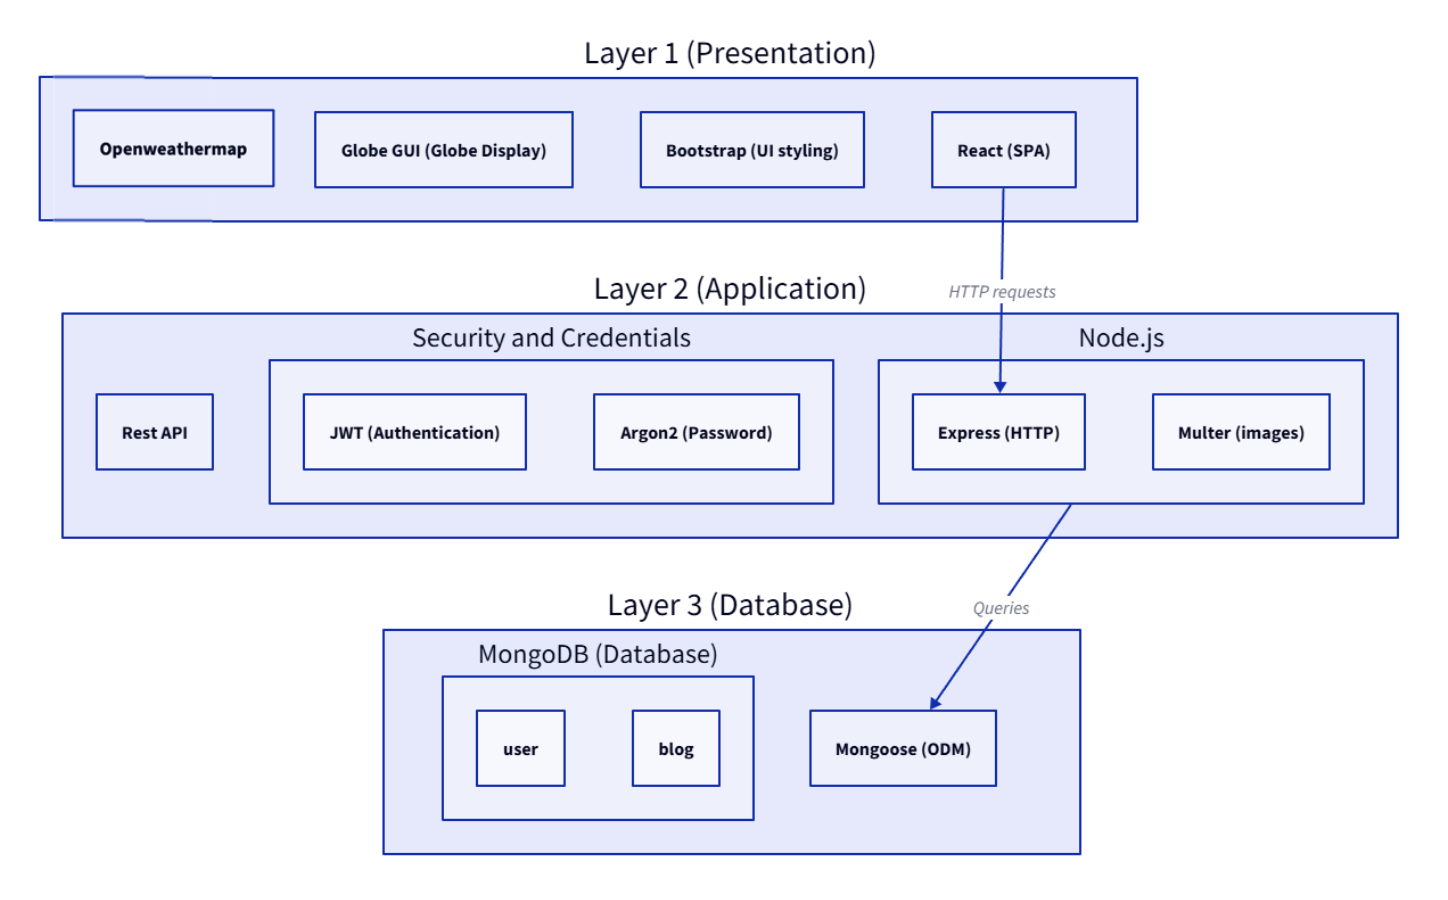 Layer 1 (Presentation)
Openweathermap
Globe GUI (Globe Display)
Bootstrap (UI styling)
React (SPA)
HTTP requests
Layer 2 (Application)
Security and Credentials
Node.js
Rest API
JWT (Authentication)
Argon2 (Password)
Express (HTTP)
Multer (images)
Queries
Layer 3 (Database)
MongoDB (Database)
user
blog
Mongoose (ODM)